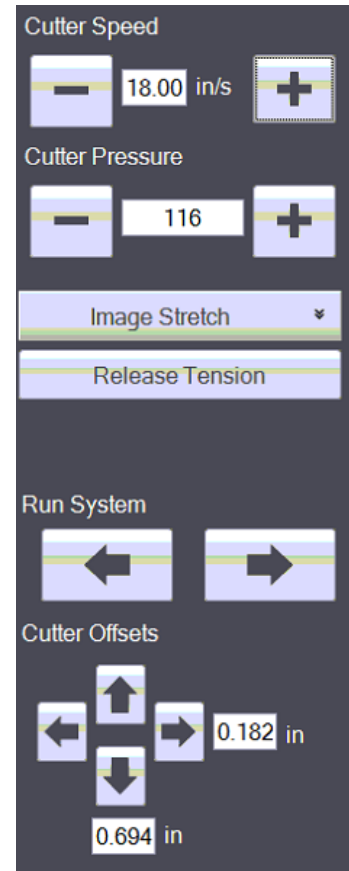 Cutter Speed
18.00 in/s
Cutter Pressure
116
Image Stretch
Release Tension
Run System
Cutter Offsets
0.182 in
0.694 in